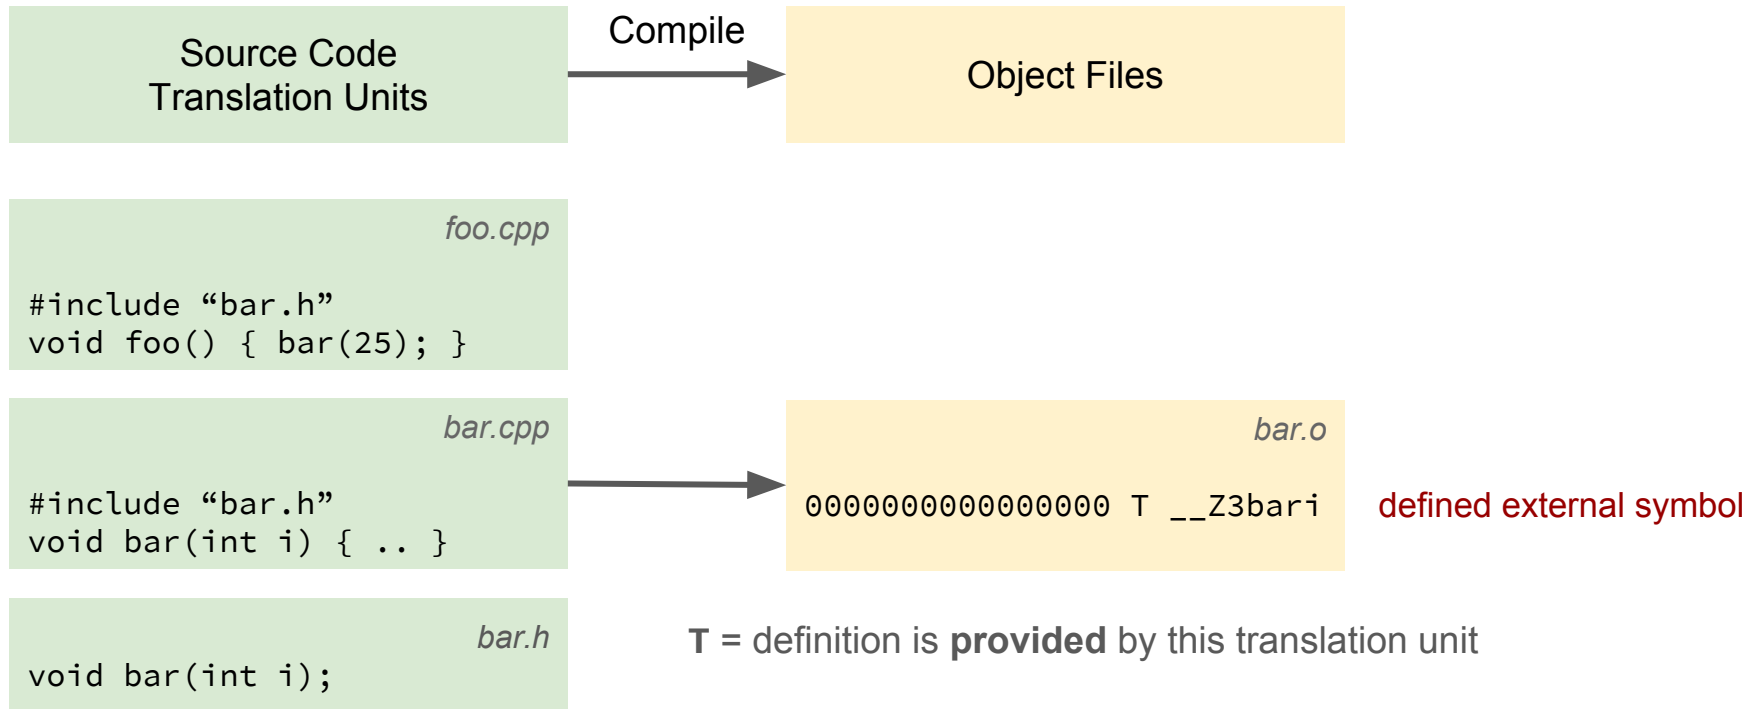 Source Code
Translation Units
Compile
Object Files
foo.cpp
#include “bar.h”
void foo() { bar(25); }
bar.cpp
#include “bar.h”
void bar(int i) { .. }
bar.o
0000000000000000 T __Z3bari
defined external symbol
bar.h
void bar(int i);
T = definition is provided by this translation unit